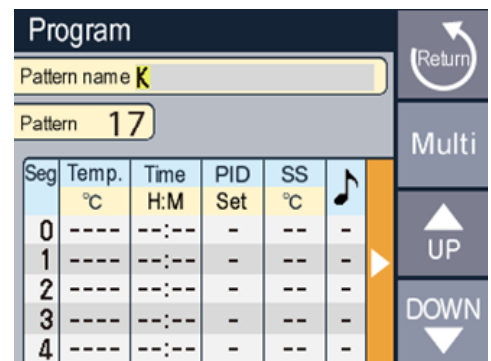 Program
Return
Pattern name K
Pattern 17
Multi
Seg Temp. Time PID SS ♪
°C H:M Set °C
0 ---- --:-- - -- -
1 ---- --:-- - -- -
2 ---- --:-- - -- -
3 ---- --:-- - -- -
4 ---- --:-- - -- -
UP
DOWN